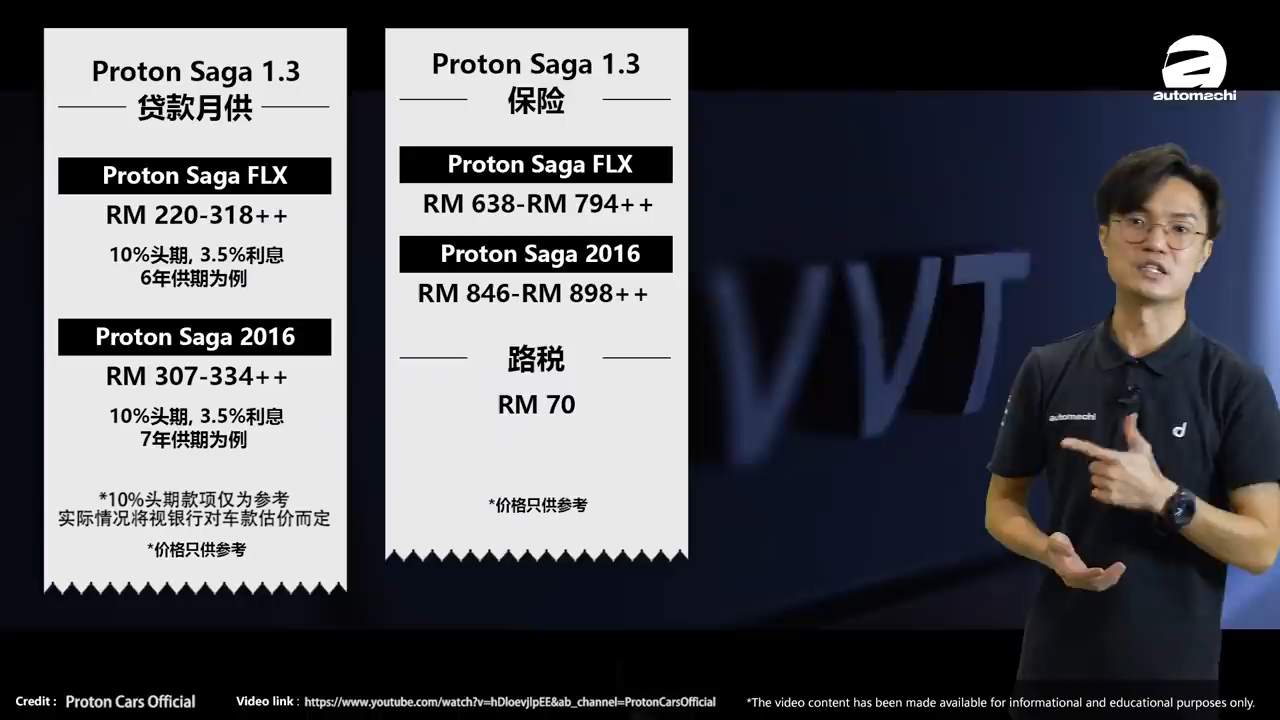 Proton Saga 1.3
贷款月供
Proton Saga FLX
RM 220-318++
10%头期, 3.5%利息
6年供期为例
Proton Saga 2016
RM 307-334++
10%头期, 3.5%利息
7年供期为例
*10%头期款项仅为参考
实际情况将视银行对车款估价而定
*价格只供参考
Proton Saga 1.3
保险
Proton Saga FLX
RM 638-RM 794++
Proton Saga 2016
RM 846-RM 898++
路税
RM 70
*价格只供参考
automachi
VVT
automachi
d
Credit : Proton Cars Official
Video link : https://www.youtube.com/watch?v=hDloevjlpEE&ab_channel=ProtonCarsOfficial
*The video content has been made available for informational and educational purposes only.